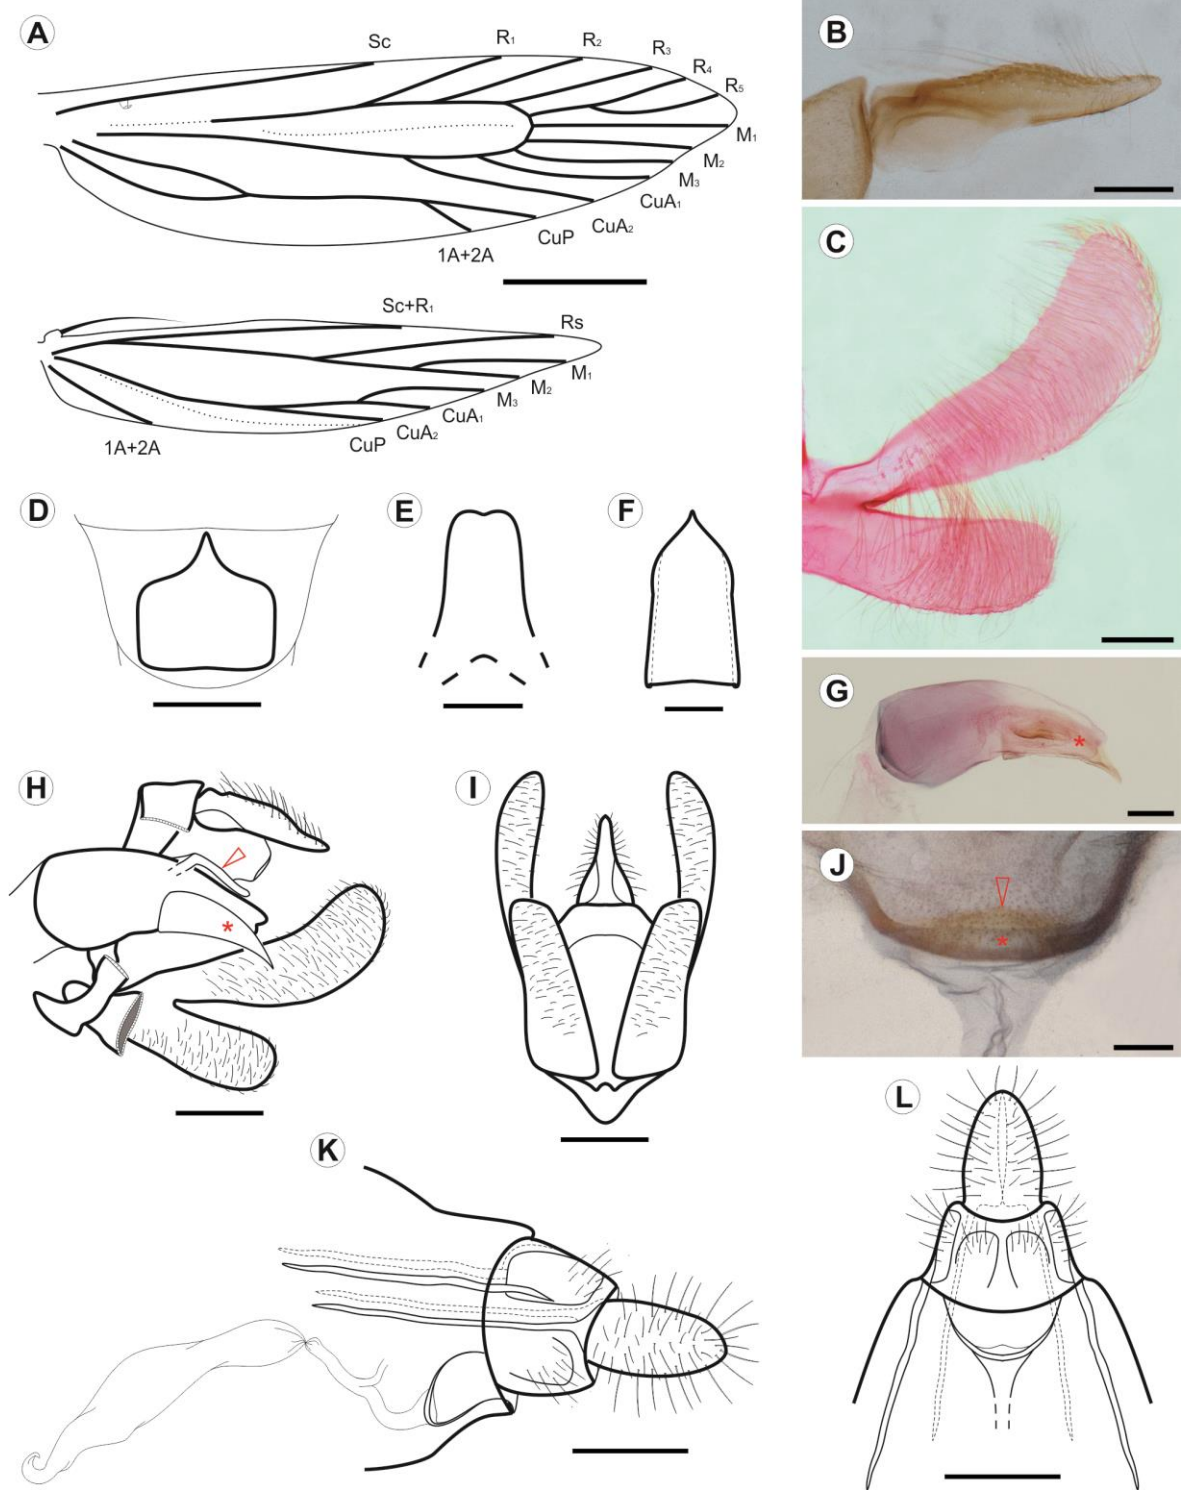 A
Sc
R1
R2
R3
R4
R5
M1
M2
M3
CuA1
CuA2
CuP
1A+2A
Sc+R1
Rs
M1
M2
M3
CuA1
CuA2
CuP
1A+2A
B
C
D
E
F
G
*
H
*
I
J
*
K
L